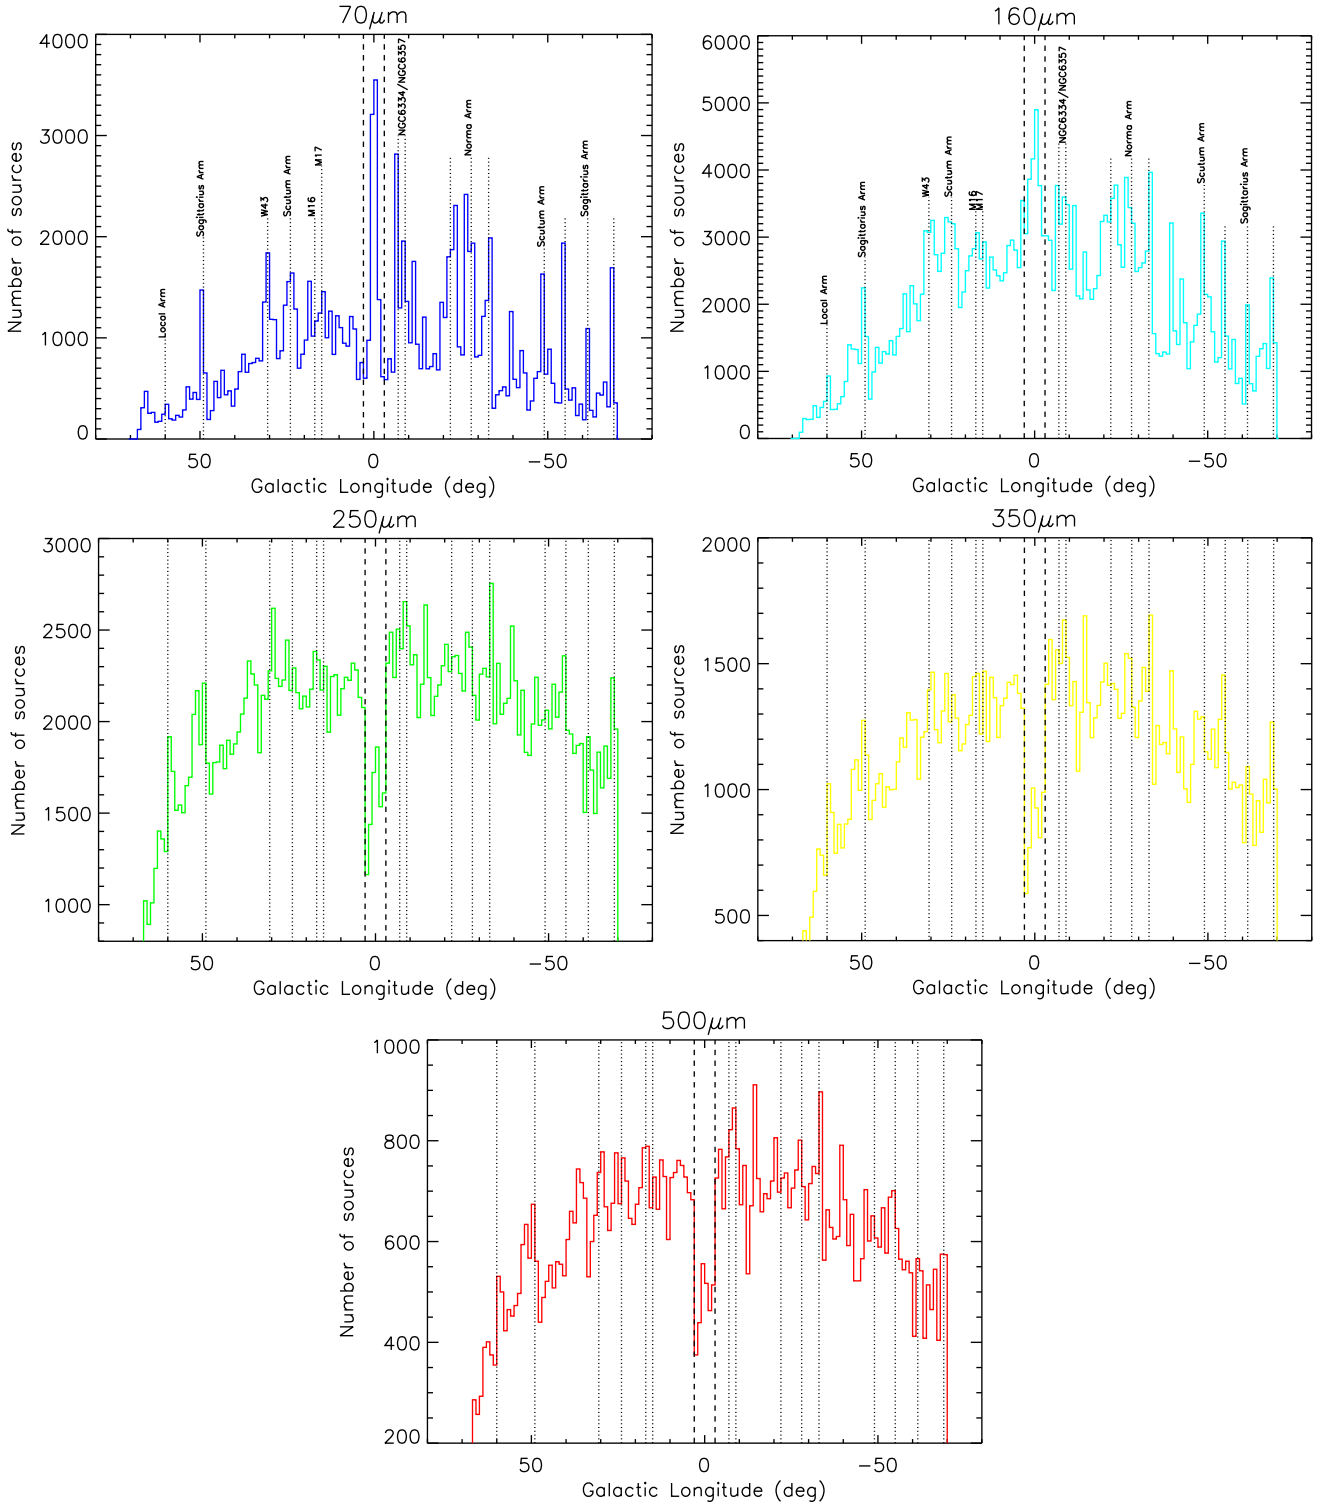 70μm
4000
3000
2000
1000
0
Number of sources
Local Arm
Sagittarius Arm
W43
Scutum Arm
M16
M17
NGC6334/NGC6357
Norma Arm
Scutum Arm
Sagittarius Arm
50
0
−50
Galactic Longitude (deg)
160μm
6000
5000
4000
3000
2000
1000
0
Number of sources
Local Arm
Sagittarius Arm
W43
Scutum Arm
M16
M17
NGC6334/NGC6357
Norma Arm
Scutum Arm
Sagittarius Arm
50
0
−50
Galactic Longitude (deg)
250μm
3000
2500
2000
1500
1000
Number of sources
50
0
−50
Galactic Longitude (deg)
350μm
2000
1500
1000
500
Number of sources
50
0
−50
Galactic Longitude (deg)
500μm
1000
800
600
400
200
Number of sources
50
0
−50
Galactic Longitude (deg)